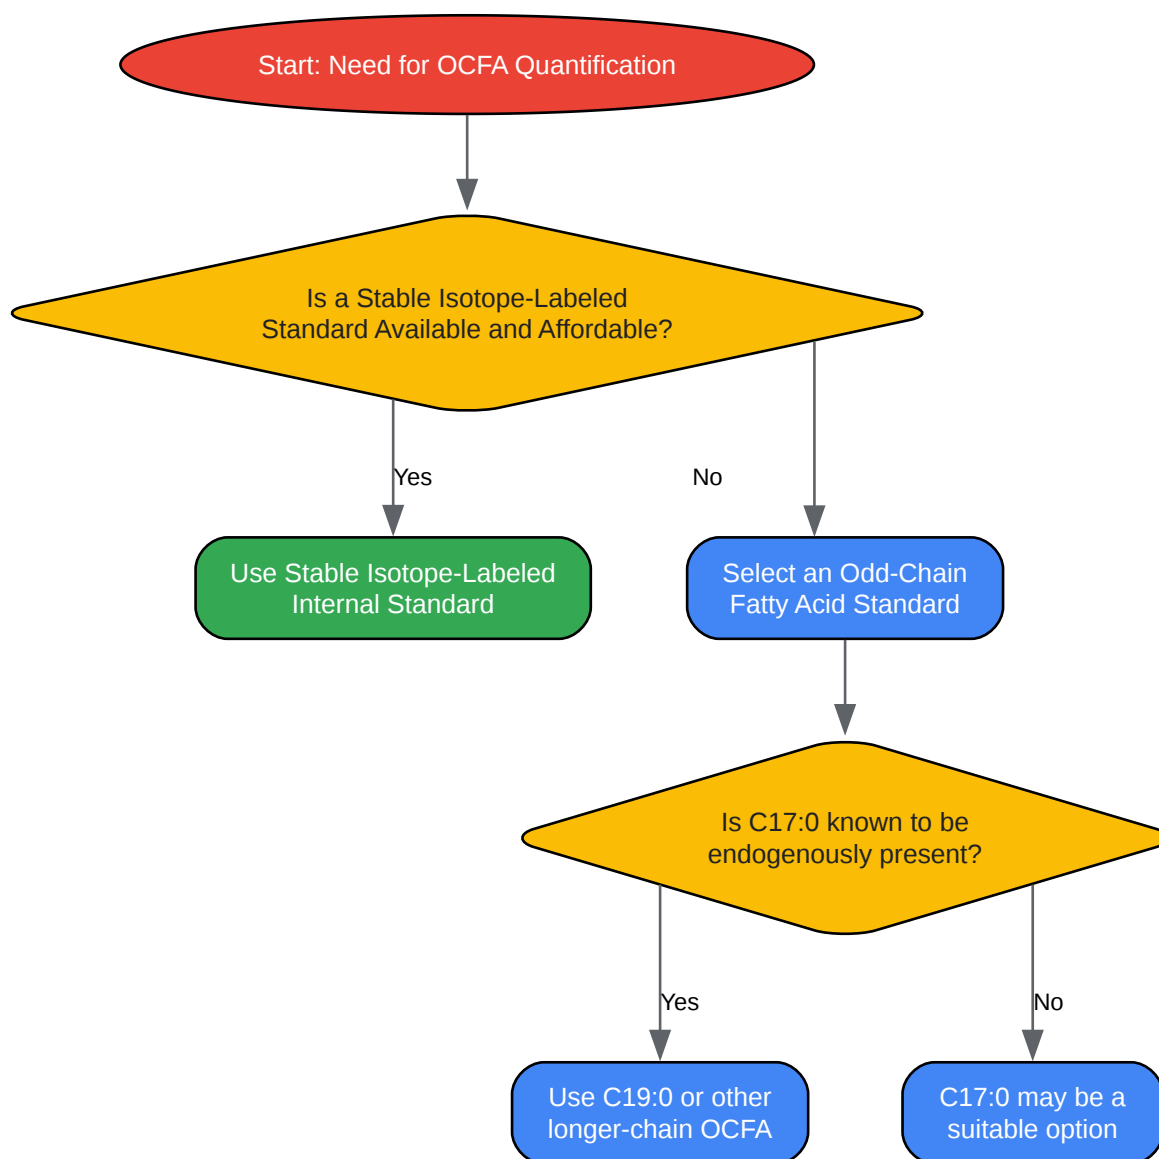 Start: Need for OCFA Quantification
Is a Stable Isotope-Labeled
Standard Available and Affordable?
Yes
No
Use Stable Isotope-Labeled
Internal Standard
Select an Odd-Chain
Fatty Acid Standard
Is C17:0 known to be
endogenously present?
Yes
No
Use C19:0 or other
longer-chain OCFA
C17:0 may be a
suitable option